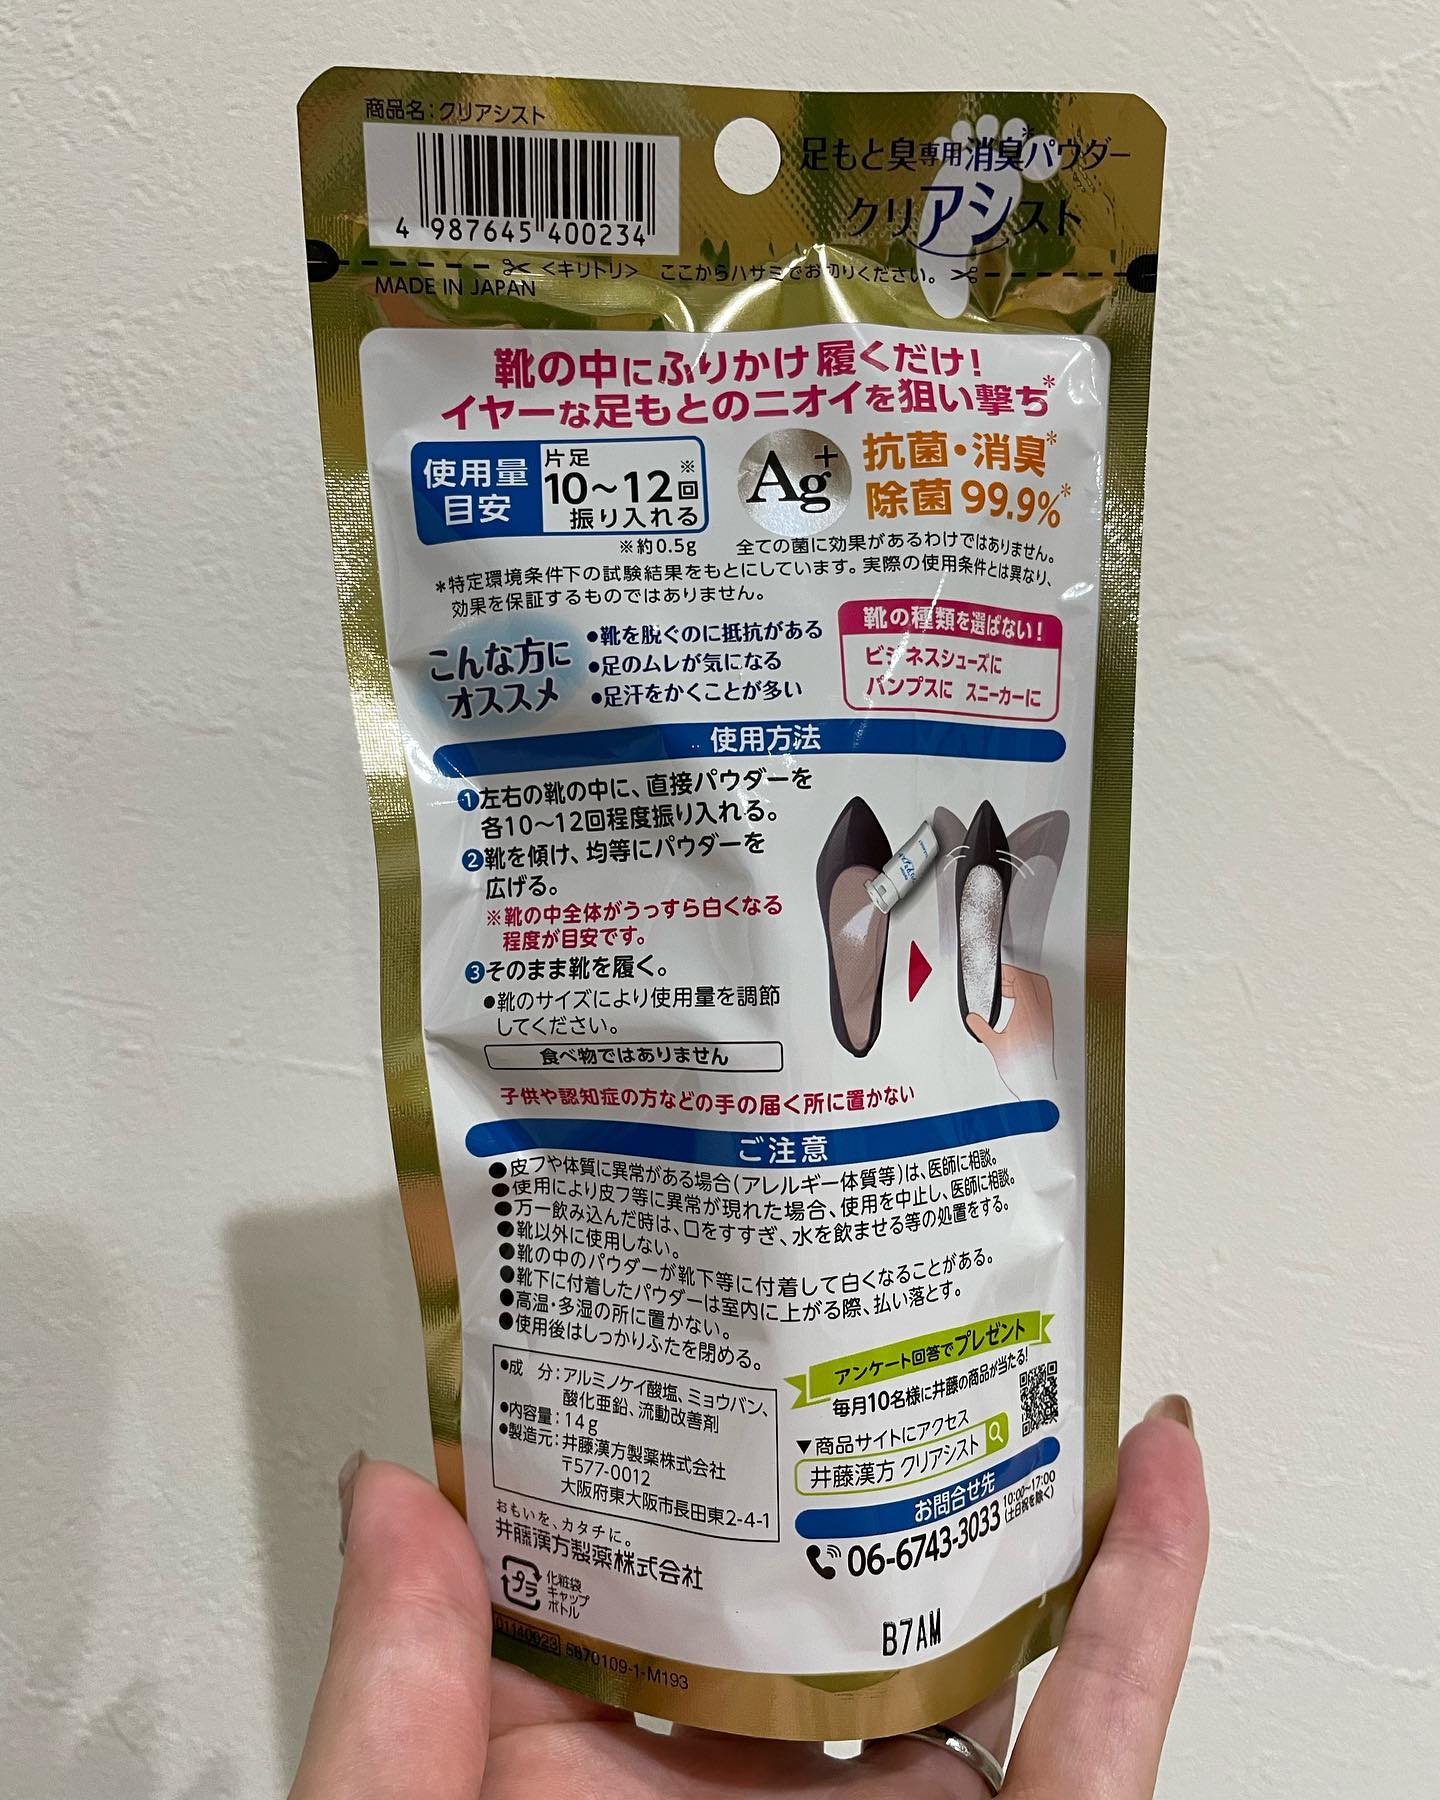 商品名：クリアシスト
4 987645 400234
足もと臭専用消臭*パウダー
クリアシスト
<キリトリ> ここからハサミでお切りください。
MADE IN JAPAN
靴の中にふりかけ履くだけ!
イヤーな足もとのニオイを狙い撃ち*
使用量
目安
片足
10〜12回※
振り入れる
※約0.5g
Ag+
抗菌・消臭*
除菌99.9%*
全ての菌に効果があるわけではありません。
*特定環境条件下の試験結果をもとにしています。実際の使用条件とは異なり、
効果を保証するものではありません。
こんな方に
オススメ
●靴を脱ぐのに抵抗がある
●足のムレが気になる
●足汗をかくことが多い
靴の種類を選ばない!
ビジネスシューズに
パンプスに スニーカーに
使用方法
❶左右の靴の中に、直接パウダーを
各10〜12回程度振り入れる。
❷靴を傾け、均等にパウダーを
広げる。
※靴の中全体がうっすら白くなる
程度が目安です。
❸そのまま靴を履く。
●靴のサイズにより使用量を調節
してください。
食べ物ではありません
子供や認知症の方などの手の届く所に置かない
ご注意
●皮フや体質に異常がある場合(アレルギー体質等)は、医師に相談。
●使用により皮フ等に異常が現れた場合、使用を中止し、医師に相談。
●万一飲み込んだ時は、口をすすぎ、水を飲ませる等の処置をする。
●靴以外に使用しない。
●靴の中のパウダーが靴下等に付着して白くなることがある。
●靴下に付着したパウダーは室内に上がる際、払い落とす。
●高温・多湿の所に置かない。
●使用後はしっかりふたを閉める。
●成 分：アルミノケイ酸塩、ミョウバン、
酸化亜鉛、流動改善剤
●内容量：14g
●製造元：井藤漢方製薬株式会社
〒577-0012
大阪府東大阪市長田東2-4-1
おもいを、カタチに。
井藤漢方製薬株式会社
プラ
化粧袋
キャップ
ボトル
アンケート回答でプレゼント
毎月10名様に井藤の商品が当たる!
▼商品サイトにアクセス
井藤漢方 クリアシスト
お問合せ先
06-6743-3033
10:00〜17:00
(土日祝を除く)
B7AM
01140023 5870109-1-M193